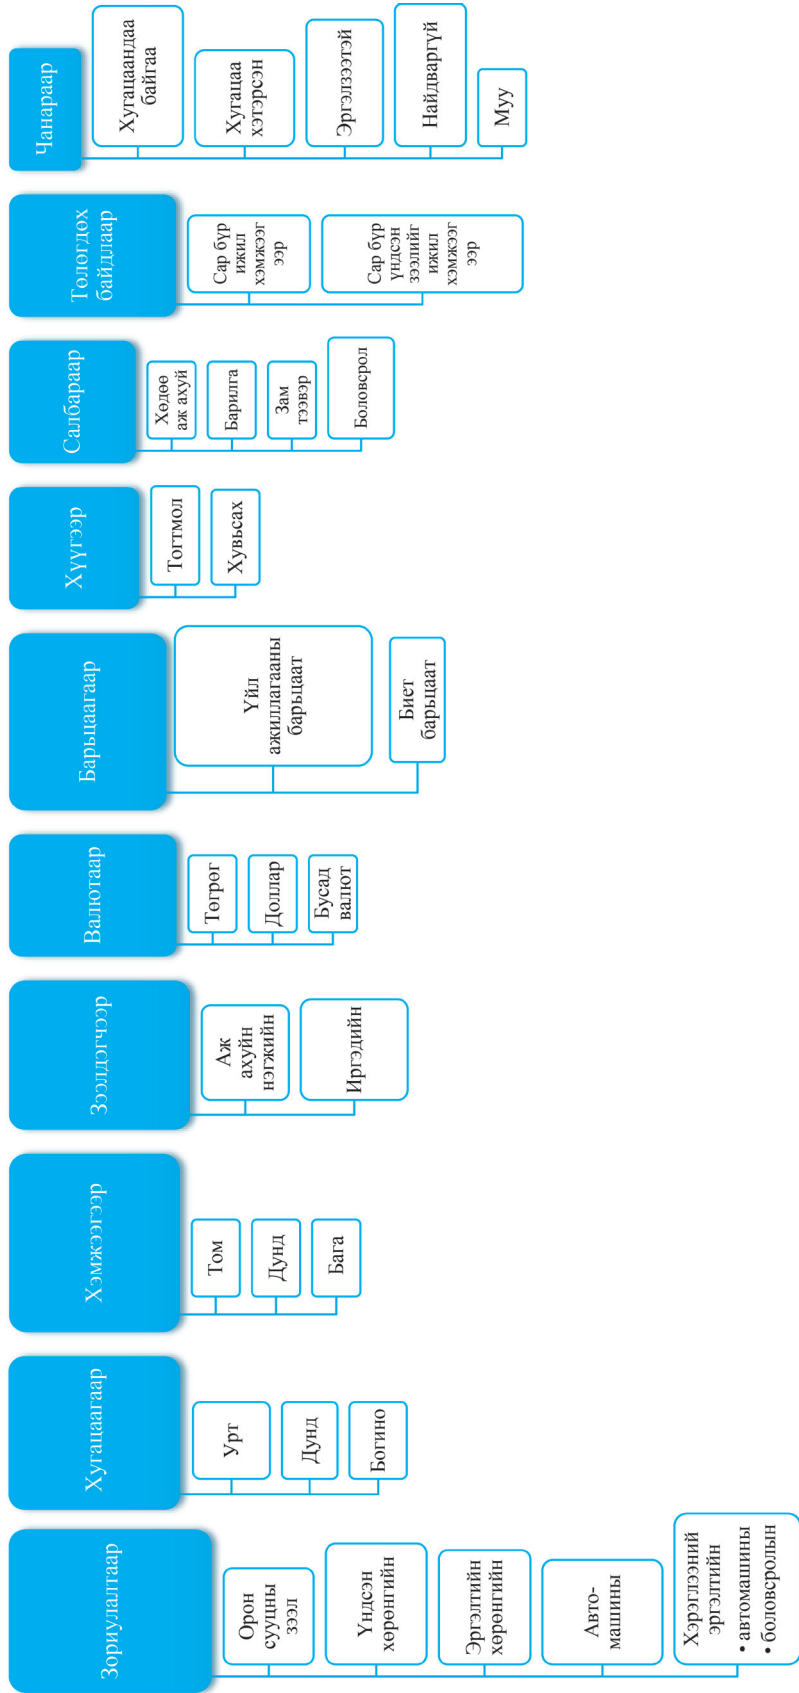 Зориулалтаар
Орон
сууцны
зээл
Үндсэн
хөрөнгийн
Эргэлтийн
хөрөнгийн
Авто-
машины
Хэрэглээний
эргэлтийн
• автомашины
• боловсролын
Хугацаагаар
Урт
Дунд
Богино
Хэмжээгээр
Том
Дунд
Бага
Зээлдэгчээр
Аж
ахуйн
нэгжийн
Иргэдийн
Валютаар
Төгрөг
Доллар
Бусад
валют
Барьцаагаар
Үйл
ажиллагааны
барьцаат
Биет
барьцаат
Хүүгээр
Тогтмол
Хувьсах
Салбараар
Хөдөө
аж ахуй
Барилга
Зам
тээвэр
Боловсрол
Төлөгдөх
байдлаар
Сар бүр
ижил
хэмжээг
ээр
Сар бүр
үндсэн
зээлийг
ижил
хэмжээг
ээр
Чанараар
Хугацаандаа
байгаа
Хугацаа
хэтэрсэн
Эргэлзээтэй
Найдваргүй
Муу